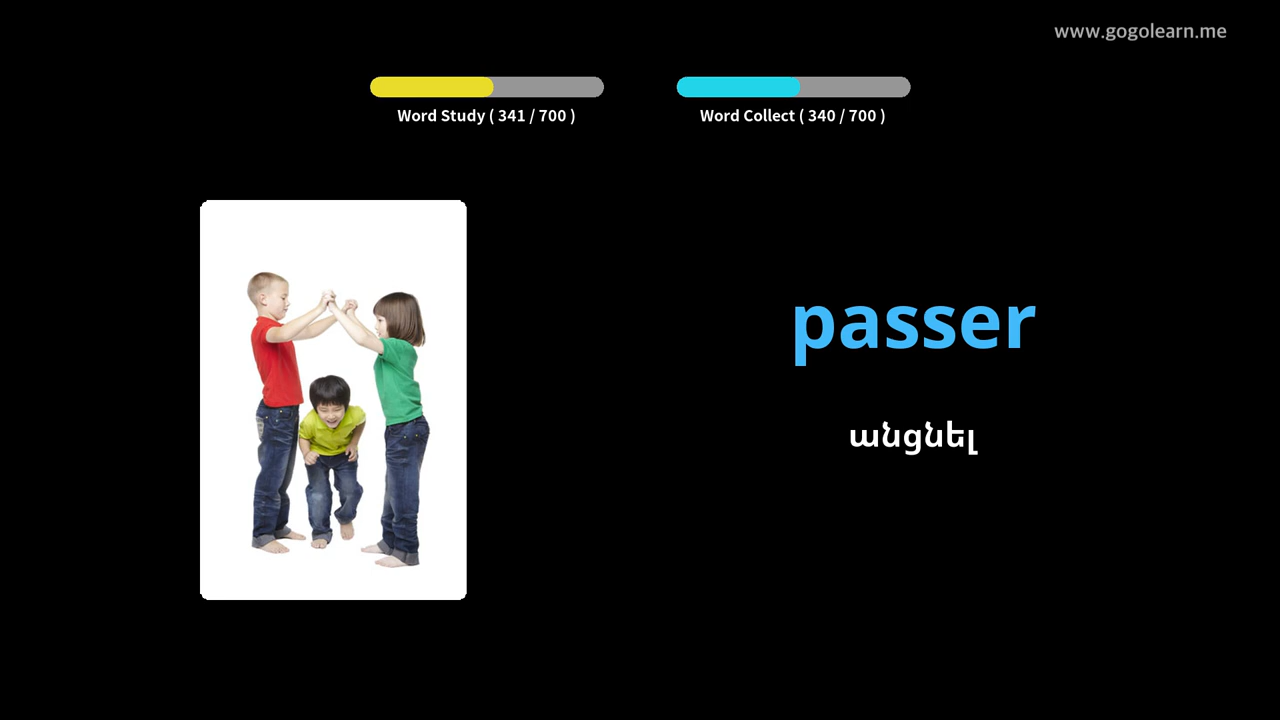 www.gogolearn.me
Word Study ( 341 / 700 )
Word Collect ( 340 / 700 )
passer
անցնել